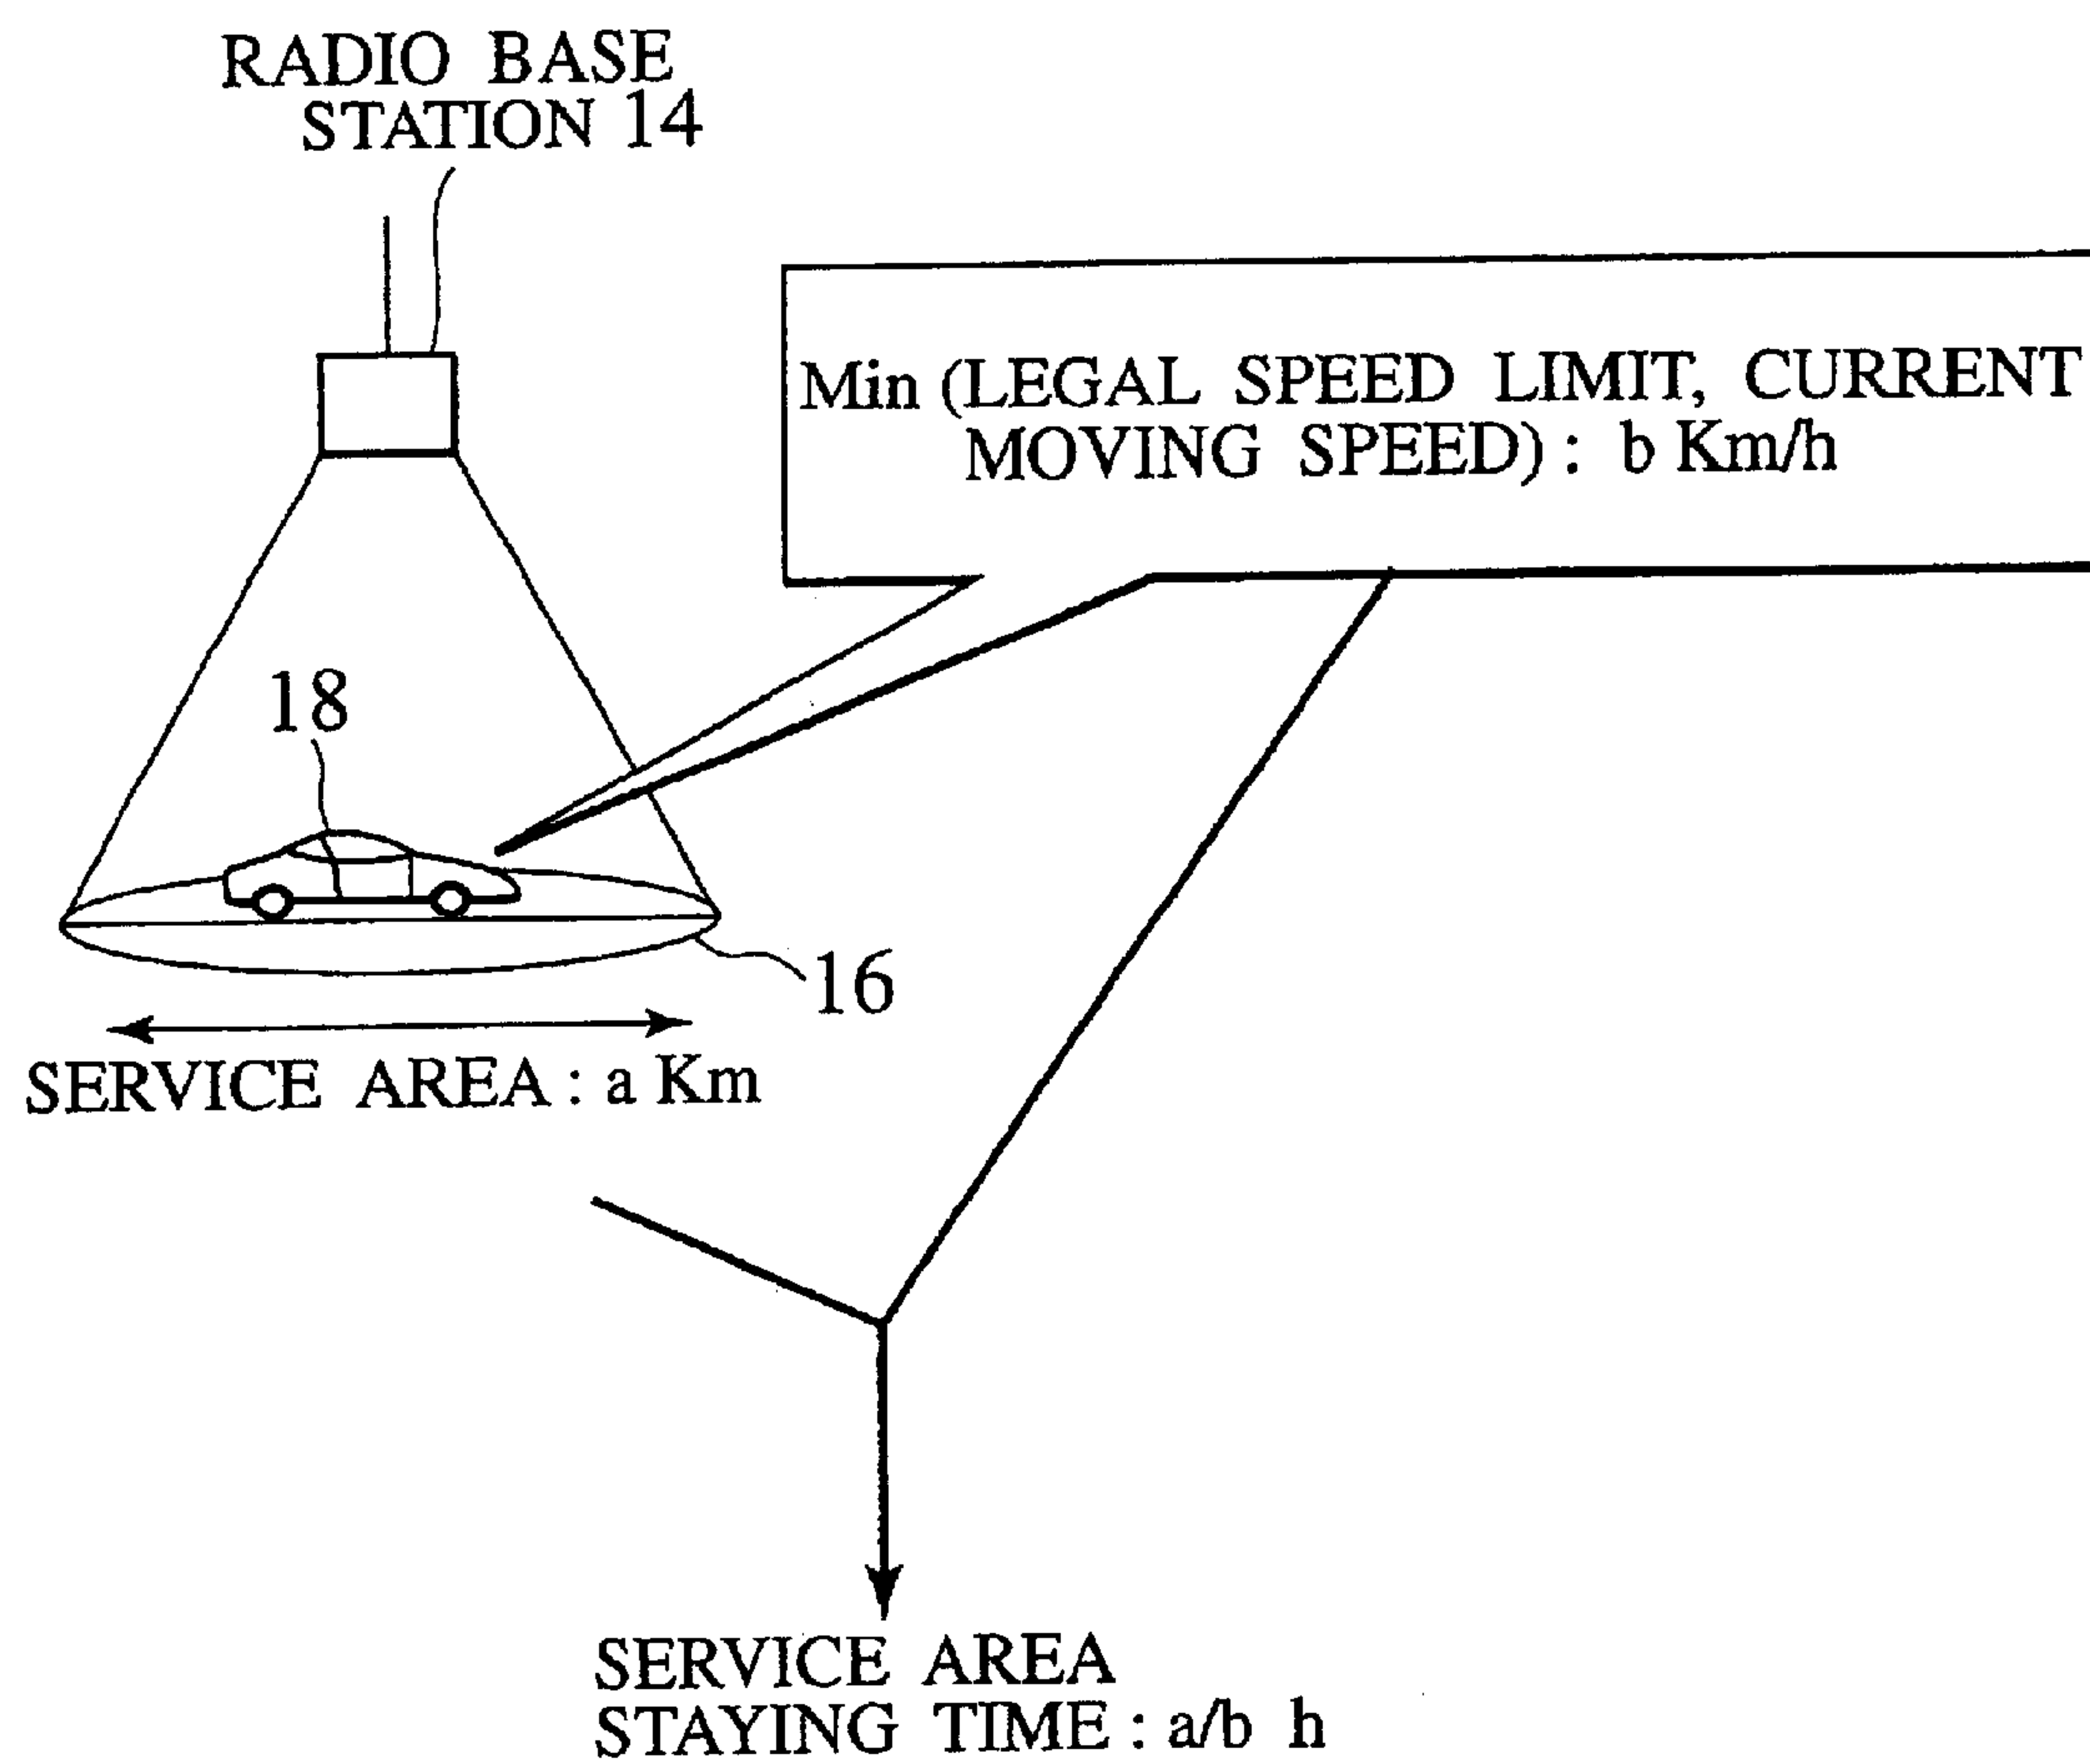 RADIO BASE
STATION 14
Min (LEGAL SPEED LIMIT, CURRENT
MOVING SPEED) : b Km/h
18
16
SERVICE AREA : a Km
SERVICE AREA
STAYING TIME : a/b h